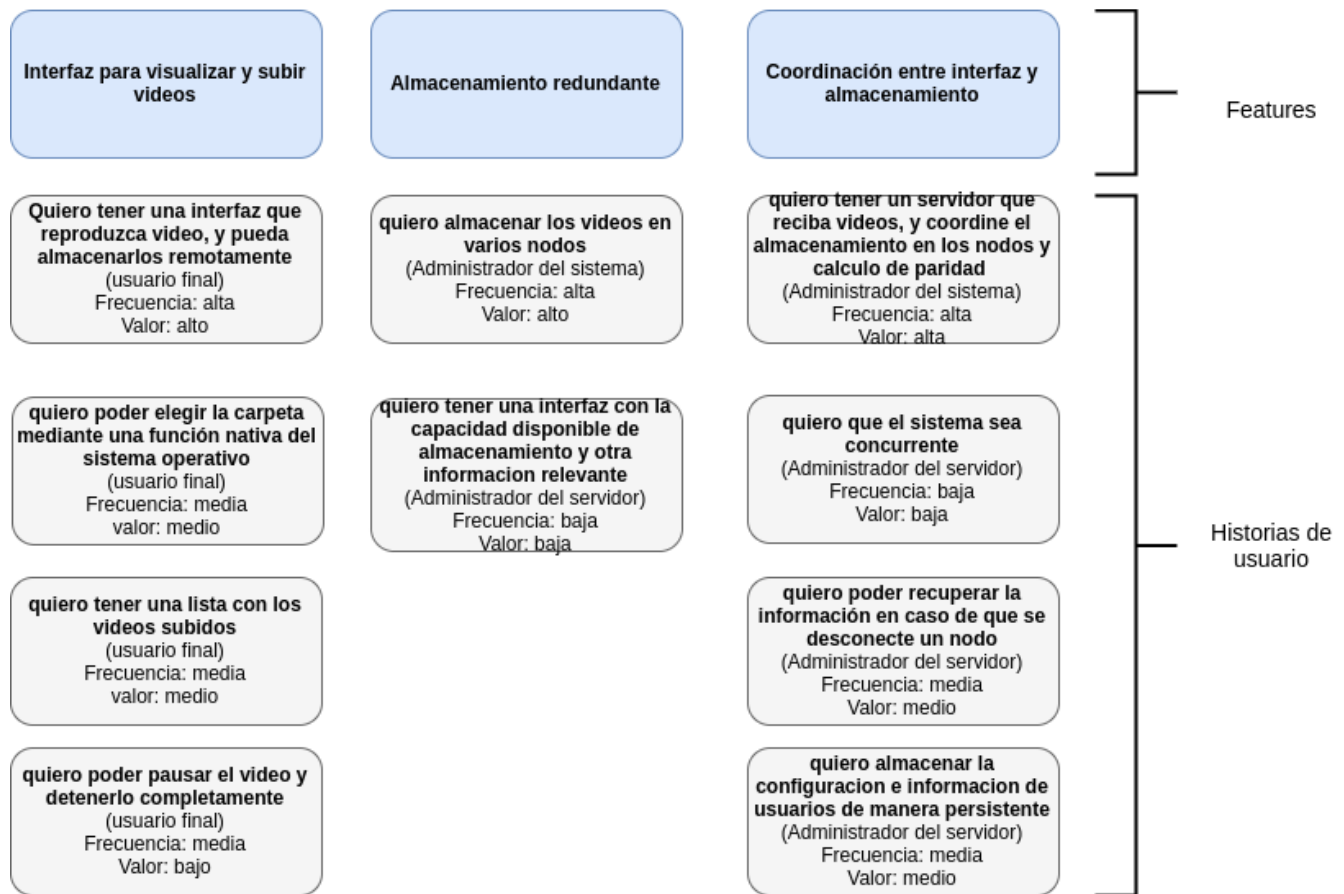 Interfaz para visualizar y subir
videos
Almacenamiento redundante
Coordinación entre interfaz y
almacenamiento
Features
Quiero tener una interfaz que
reproduzca video, y pueda
almacenarlos remotamente
(usuario final)
Frecuencia: alta
Valor: alto
quiero almacenar los videos en
varios nodos
(Administrador del sistema)
Frecuencia: alta
Valor: alto
quiero tener un servidor que
reciba videos, y coordine el
almacenamiento en los nodos y
calculo de paridad
(Administrador del sistema)
Frecuencia: alta
Valor: alta
quiero poder elegir la carpeta
mediante una función nativa del
sistema operativo
(usuario final)
Frecuencia: media
valor: medio
quiero tener una interfaz con la
capacidad disponible de
almacenamiento y otra
informacion relevante
(Administrador del servidor)
Frecuencia: baja
Valor: baja
quiero que el sistema sea
concurrente
(Administrador del servidor)
Frecuencia: baja
Valor: baja
Historias de
usuario
quiero tener una lista con los
videos subidos
(usuario final)
Frecuencia: media
valor: medio
quiero poder recuperar la
información en caso de que se
desconecte un nodo
(Administrador del servidor)
Frecuencia: media
Valor: medio
quiero poder pausar el video y
detenerlo completamente
(usuario final)
Frecuencia: media
Valor: bajo
quiero almacenar la
configuracion e informacion de
usuarios de manera persistente
(Administrador del servidor)
Frecuencia: media
Valor: medio